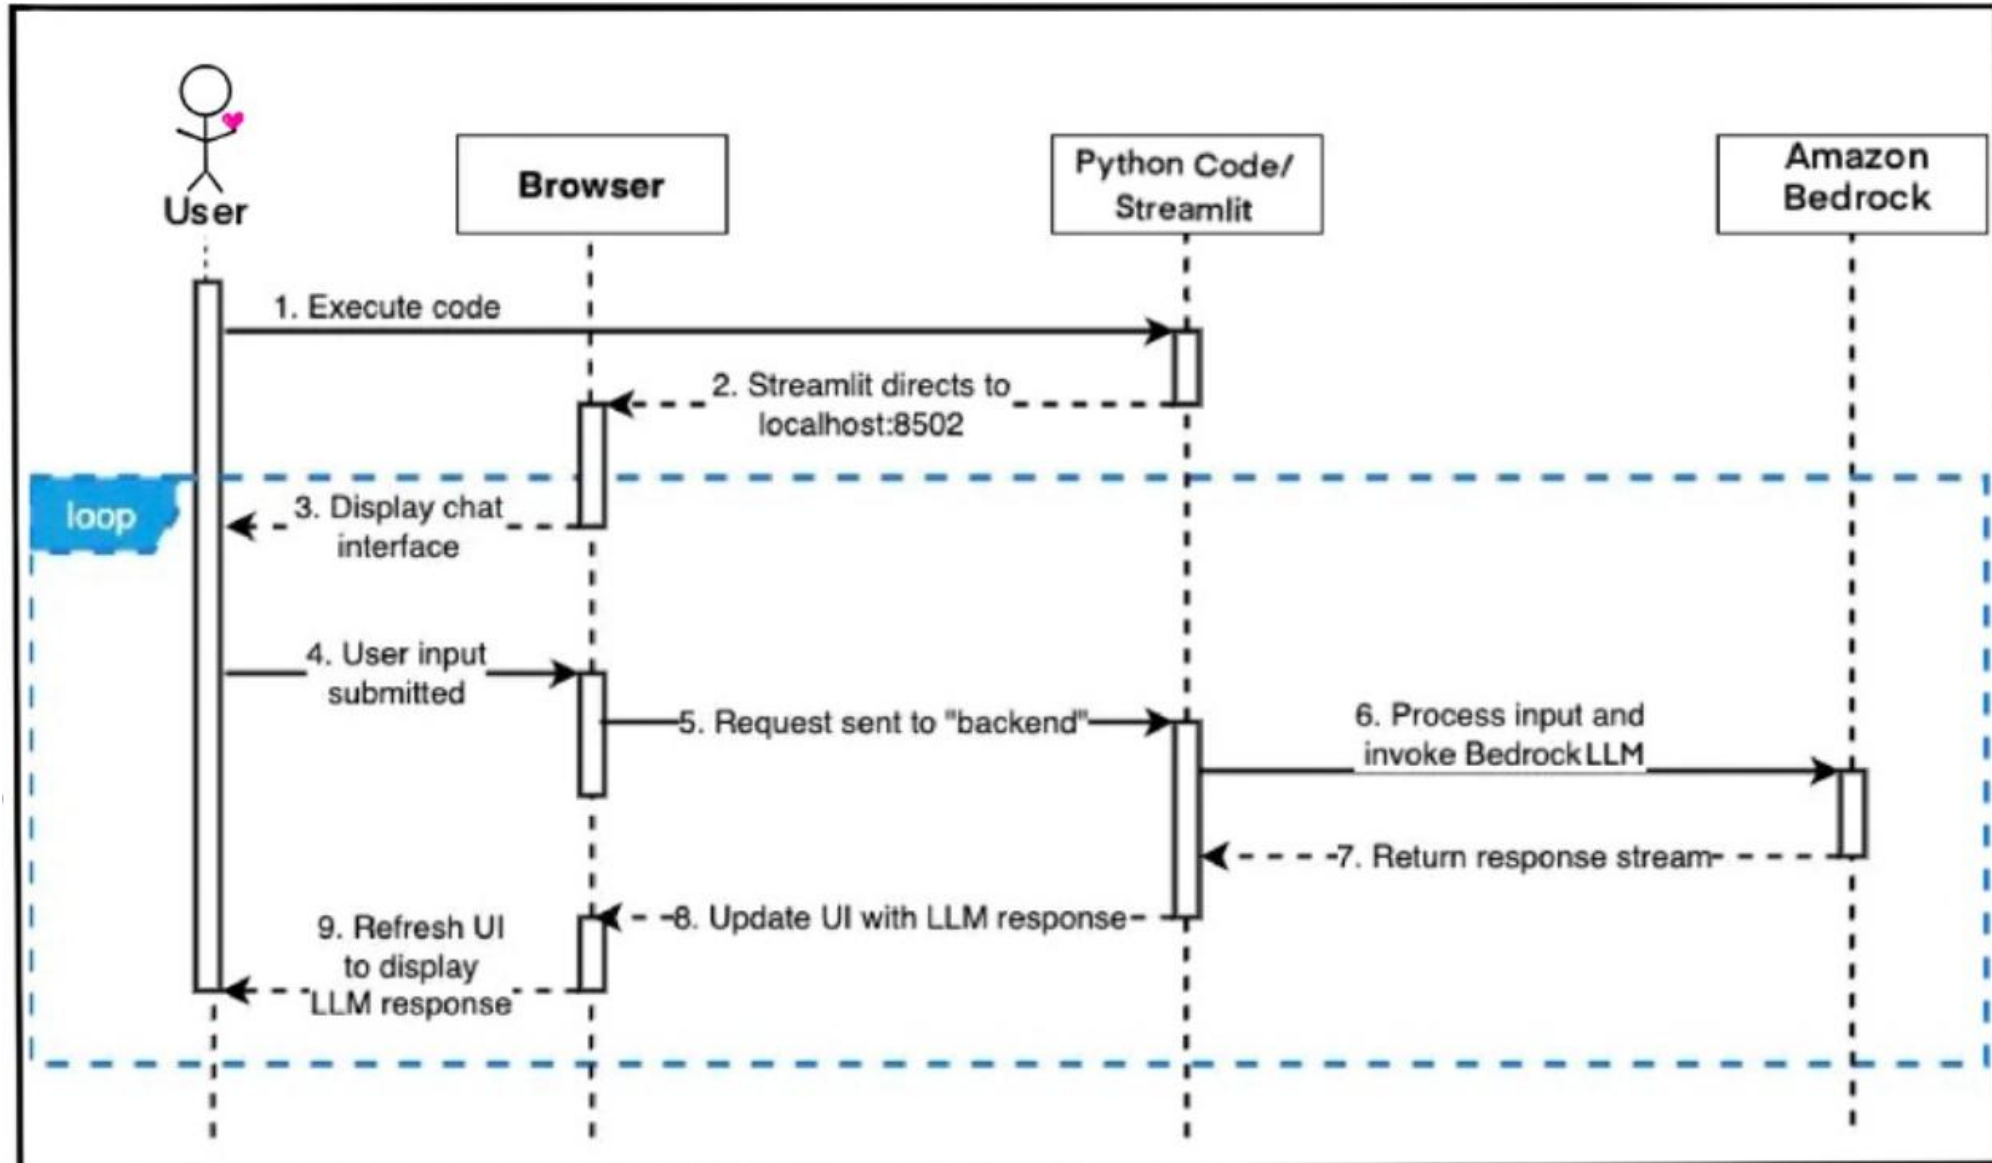 User
Browser
Python Code/
Streamlit
Amazon
Bedrock
1. Execute code
2. Streamlit directs to
localhost:8502
loop
3. Display chat
interface
4. User input
submitted
5. Request sent to "backend"
6. Process input and
invoke Bedrock LLM
7. Return response stream
8. Update UI with LLM response
9. Refresh UI
to display
LLM response